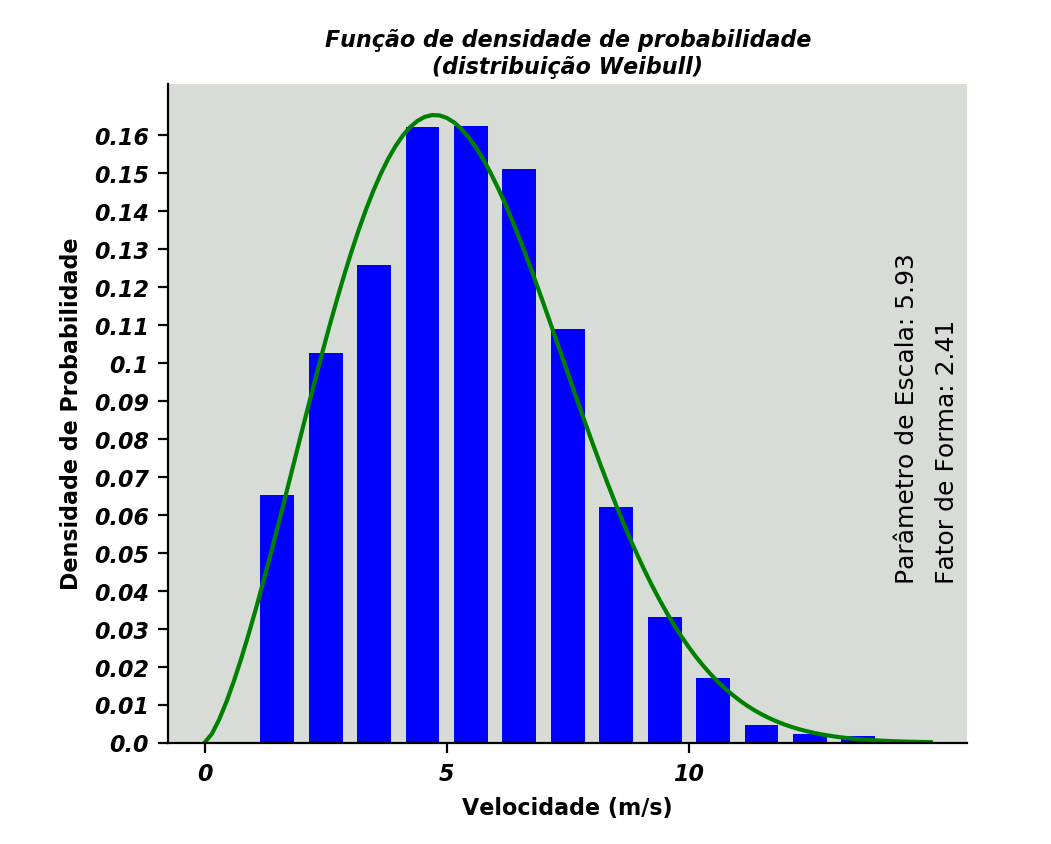 Função de densidade de probabilidade
(distribuição Weibull)
Densidade de Probabilidade
0.16
0.15
0.14
0.13
0.12
0.11
0.1
0.09
0.08
0.07
0.06
0.05
0.04
0.03
0.02
0.01
0.0
0 5 10
Velocidade (m/s)
Parâmetro de Escala: 5.93
Fator de Forma: 2.41